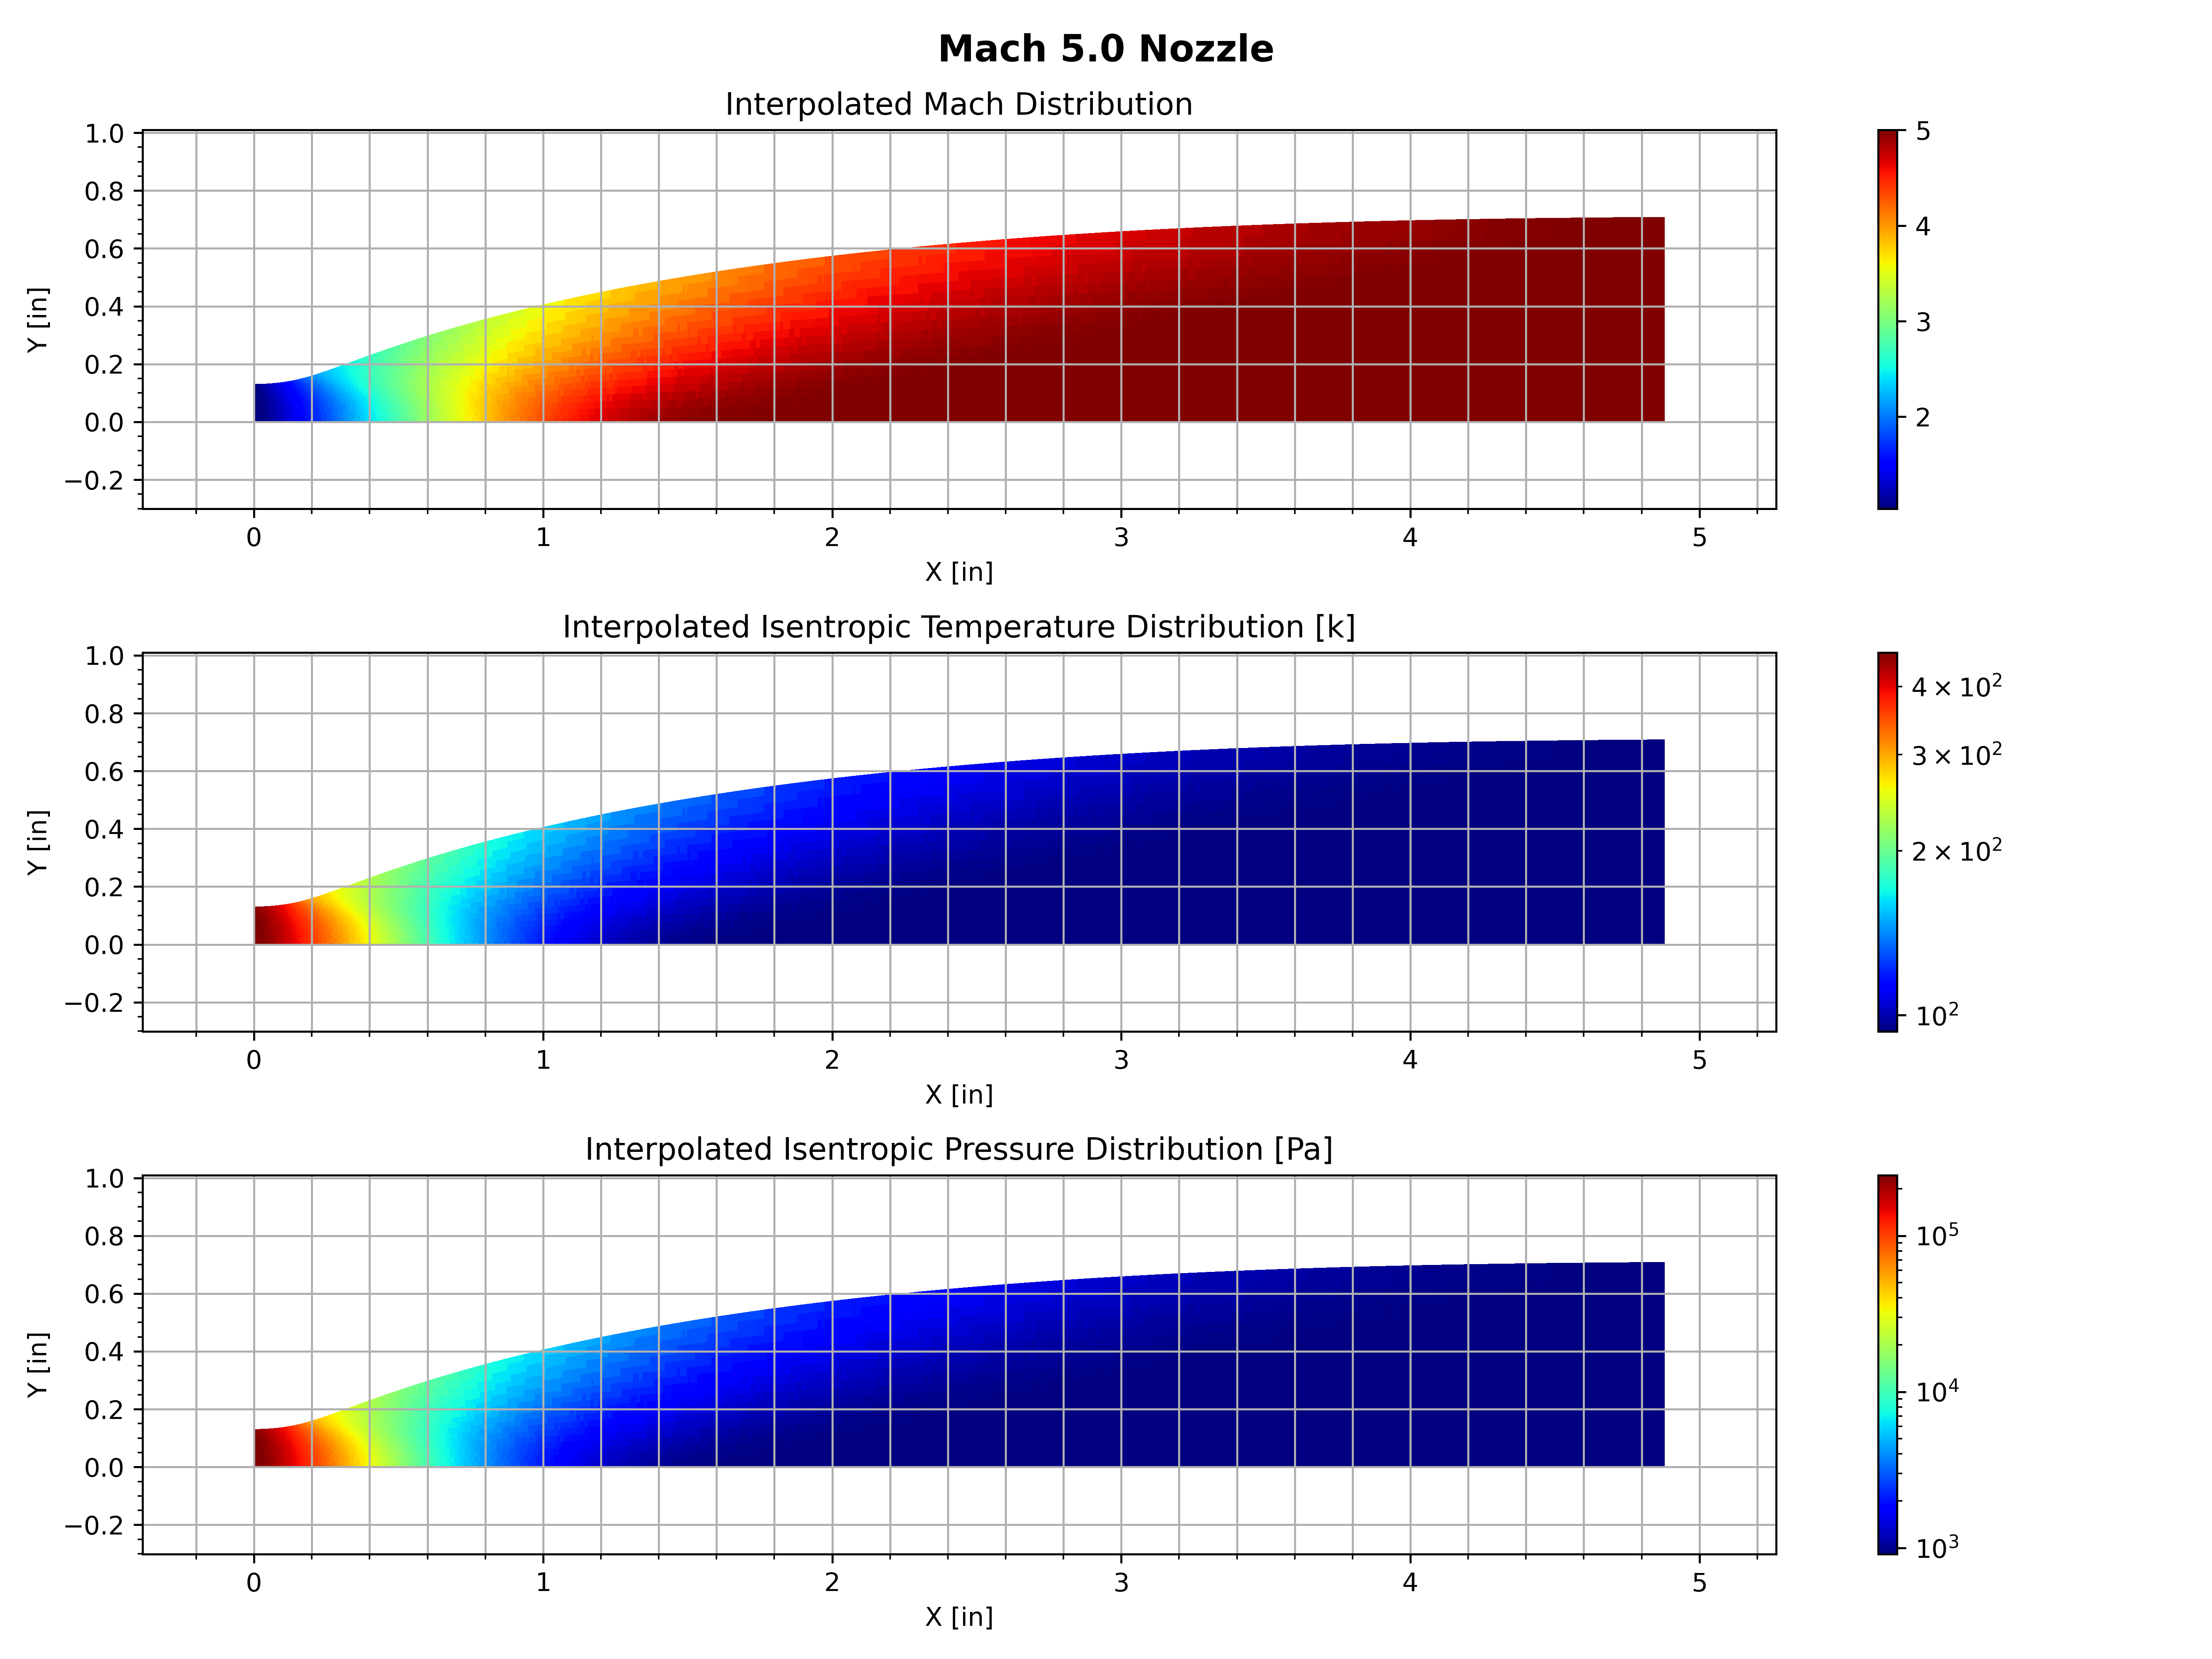 Mach 5.0 Nozzle
Interpolated Mach Distribution
1.0
0.8
0.6
0.4
0.2
0.0
−0.2
Y [in]
0 1 2 3 4 5
X [in]
5
4
3
2
Interpolated Isentropic Temperature Distribution [k]
1.0
0.8
0.6
0.4
0.2
0.0
−0.2
Y [in]
0 1 2 3 4 5
X [in]
4 × 10²
3 × 10²
2 × 10²
10²
Interpolated Isentropic Pressure Distribution [Pa]
1.0
0.8
0.6
0.4
0.2
0.0
−0.2
Y [in]
0 1 2 3 4 5
X [in]
10⁵
10⁴
10³